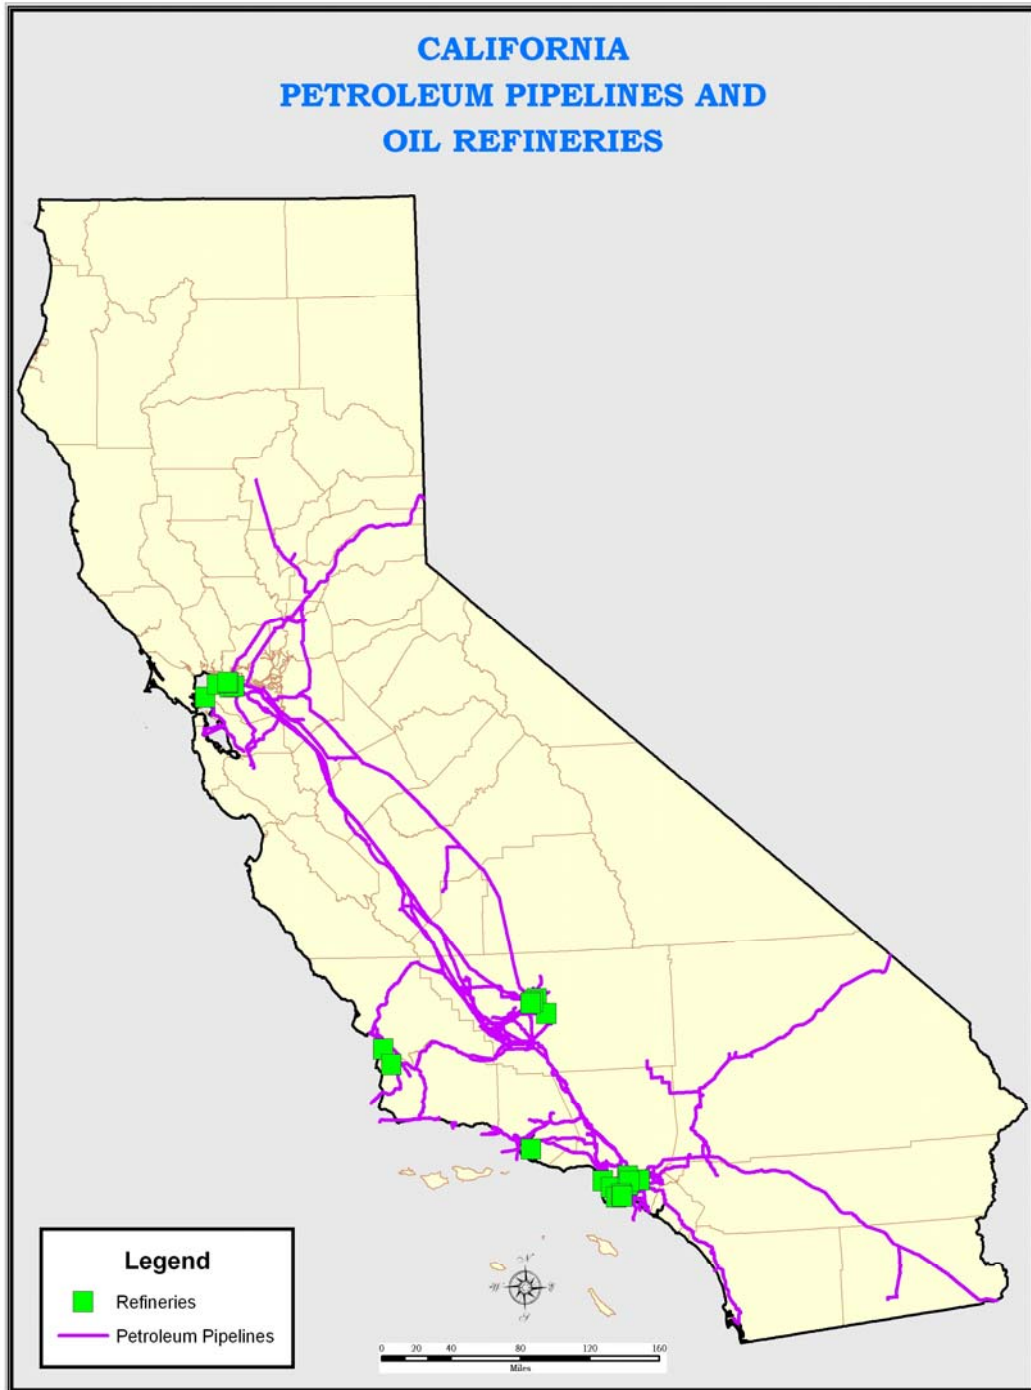 CALIFORNIA
PETROLEUM PIPELINES AND
OIL REFINERIES
Legend
Refineries
Petroleum Pipelines
N
W E
S
0 20 40 80 120 160
Miles